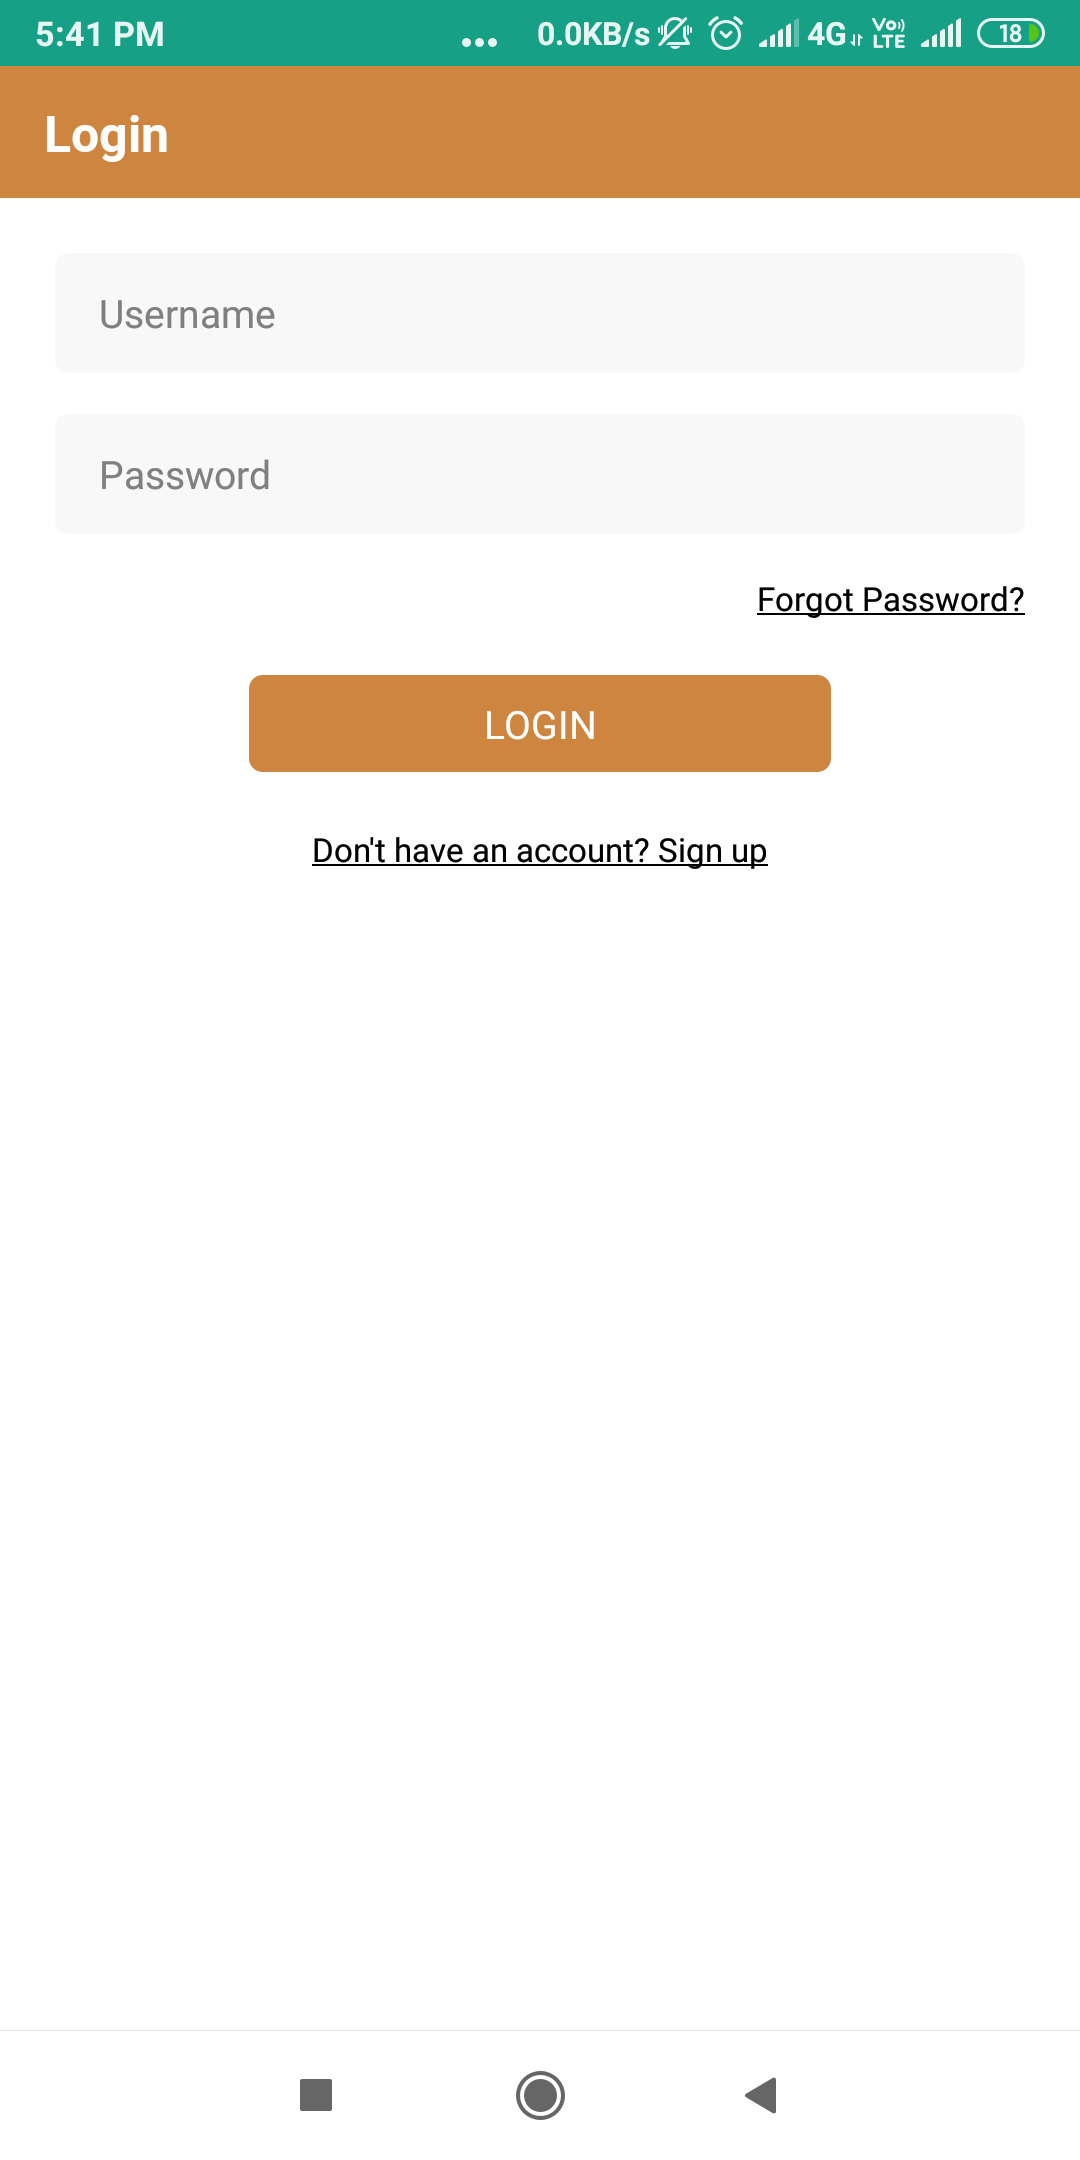 5:41 PM ... 0.0KB/s 4G Vo LTE 18
Login
Username
Password
Forgot Password?
LOGIN
Don't have an account? Sign up